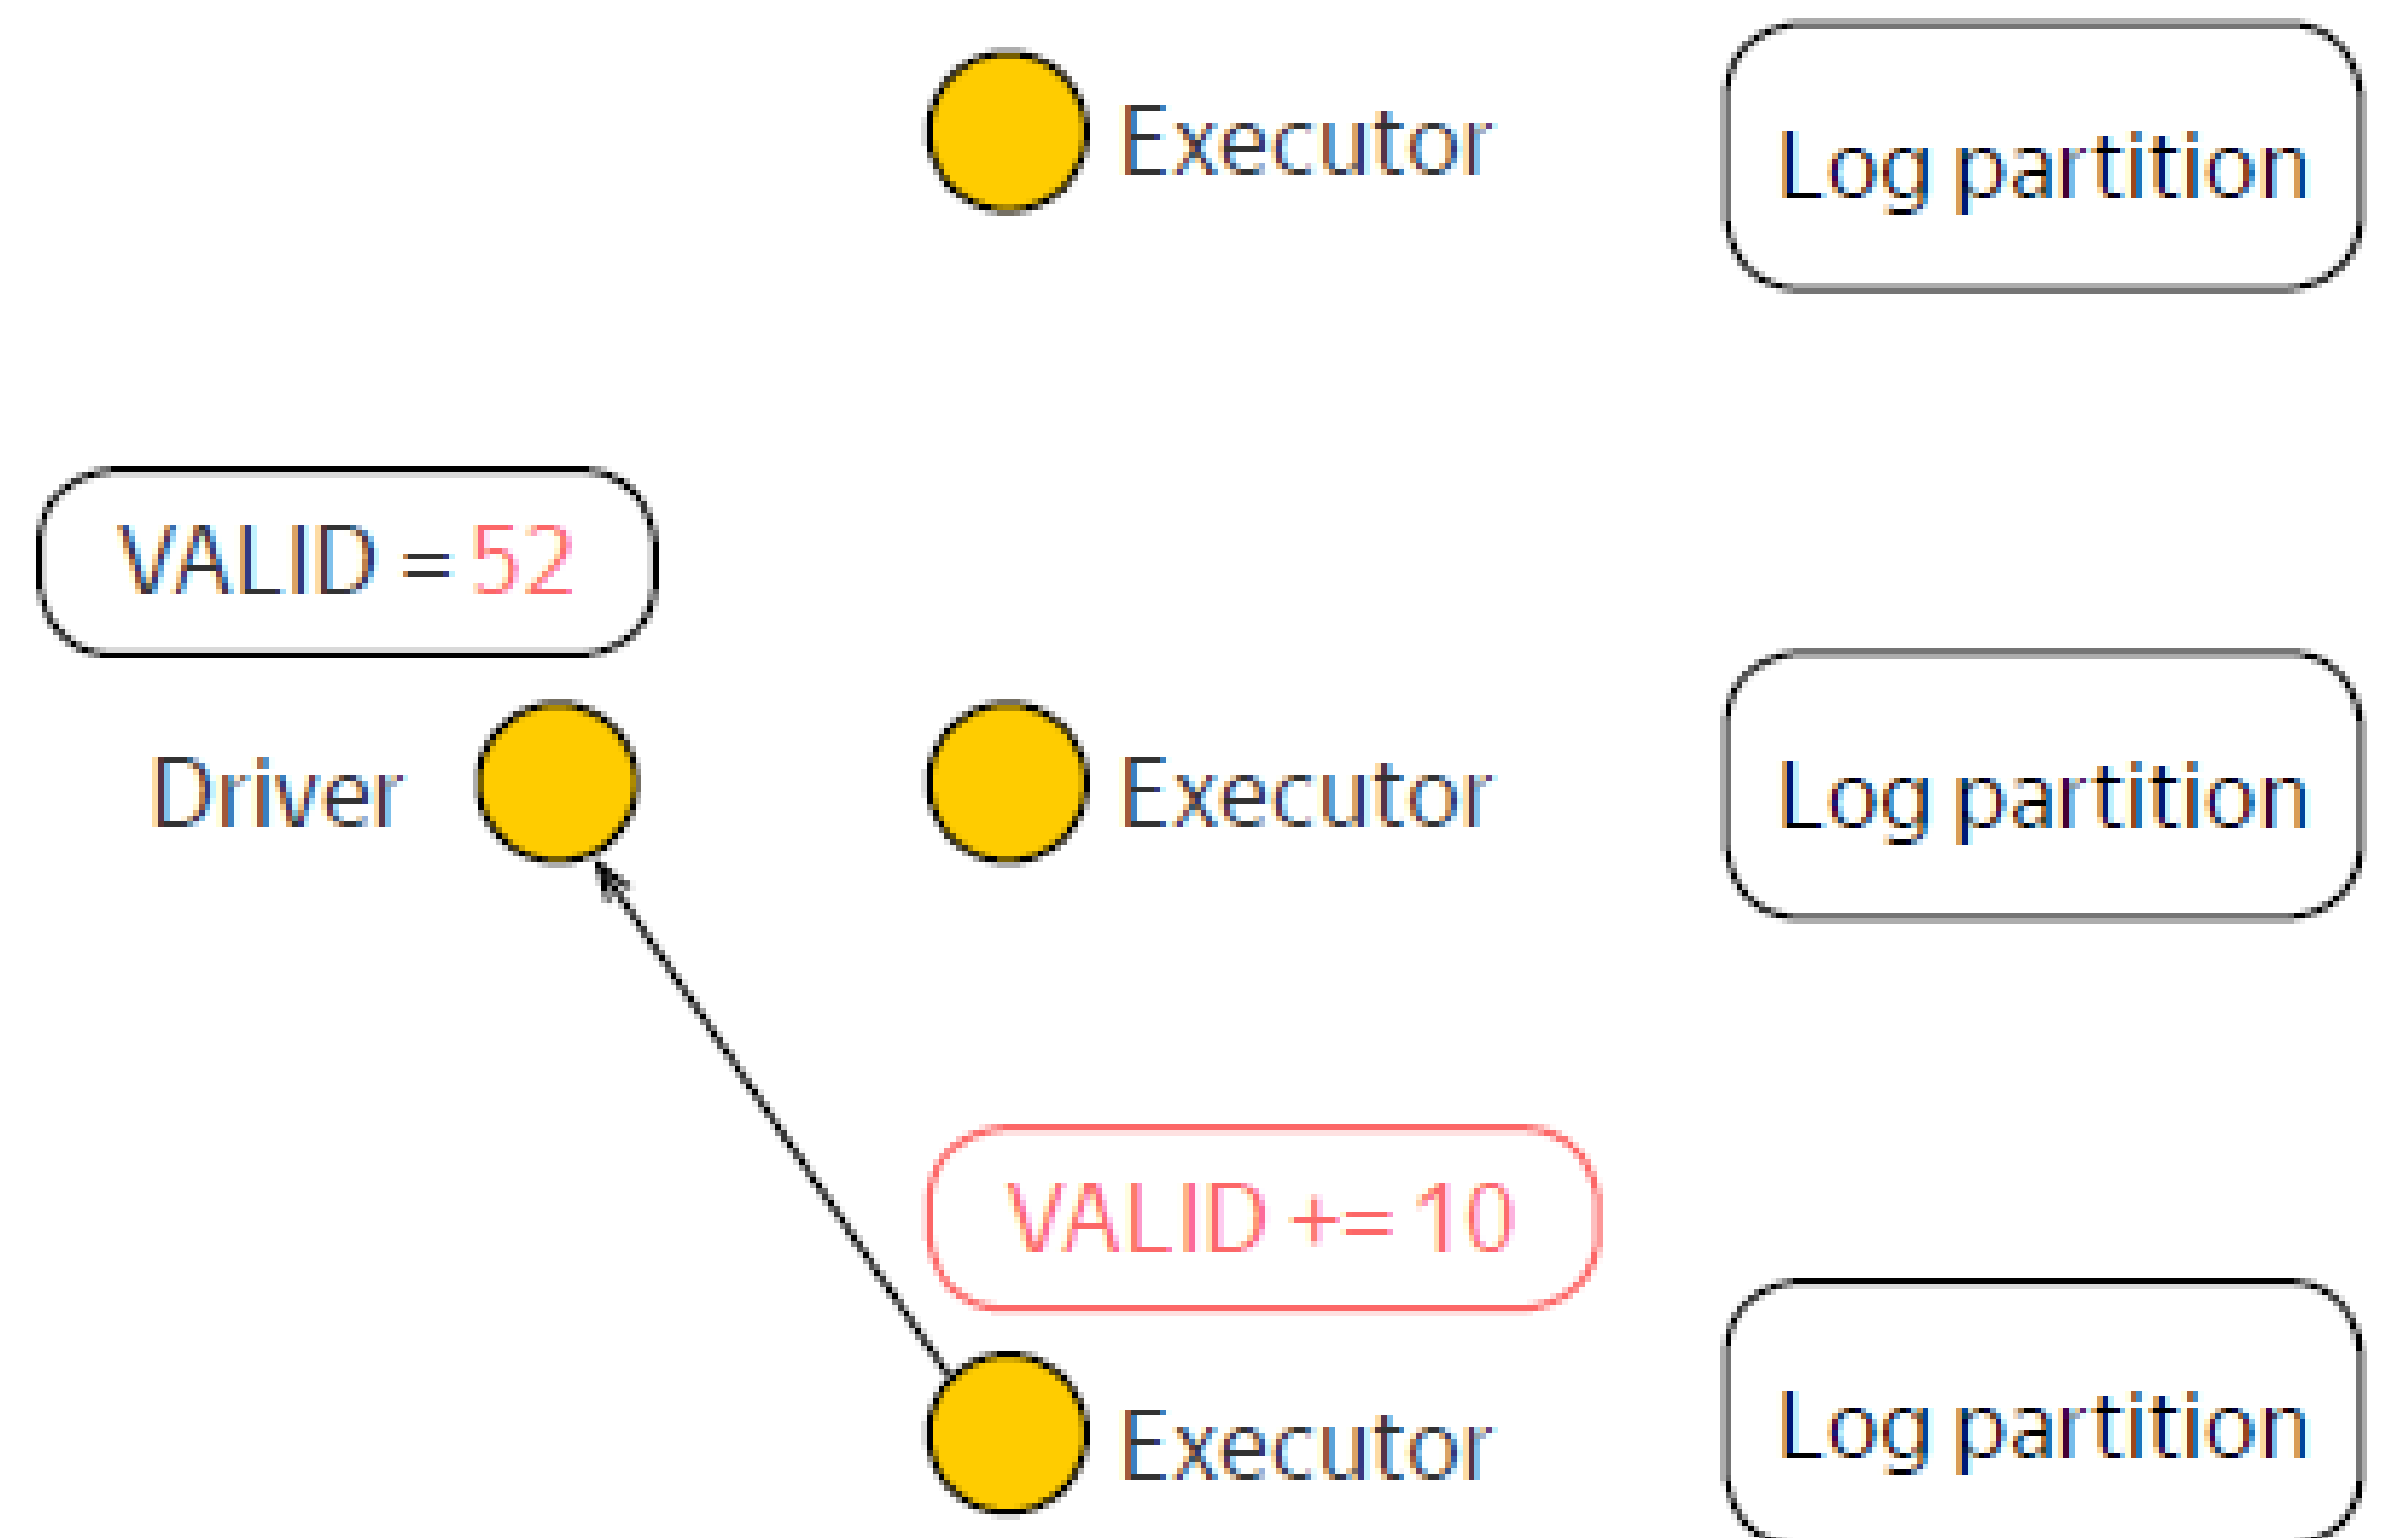 Executor
Log partition
VALID = 52
Driver
Executor
Log partition
VALID += 10
Executor
Log partition